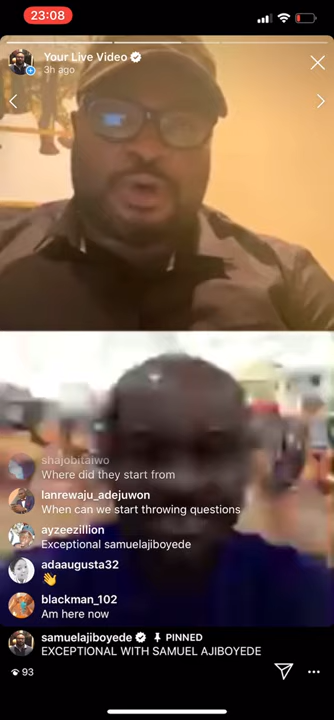 23:08
Your Live Video
3h ago
shajobitaiwo
Where did they start from
lanrewaju_adejuwon
When can we start throwing questions
ayzeezillion
Exceptional samuelajiboyede
adaaugusta32
👋
blackman_102
Am here now
samuelajiboyede PINNED
EXCEPTIONAL WITH SAMUEL AJIBOYEDE
93